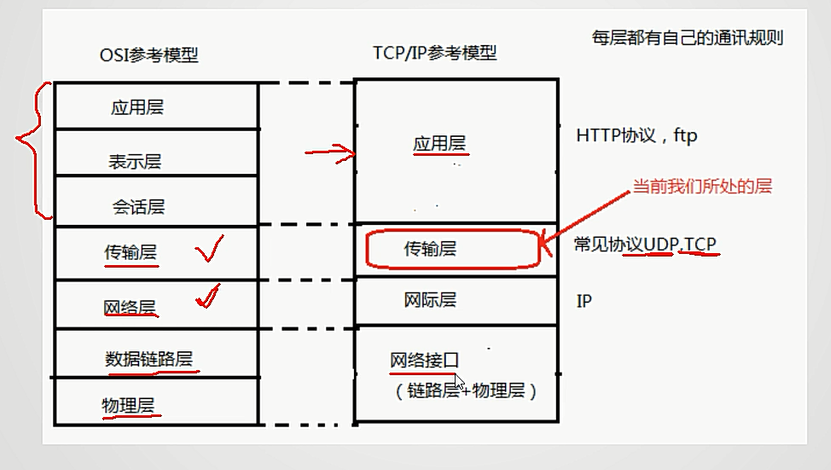 OSI参考模型
TCP/IP参考模型
每层都有自己的通讯规则
应用层
表示层
会话层
传输层
网络层
数据链路层
物理层
应用层
HTTP协议，ftp
当前我们所处的层
传输层
常见协议UDP,TCP
网际层
IP
网络接口
（链路层+物理层）